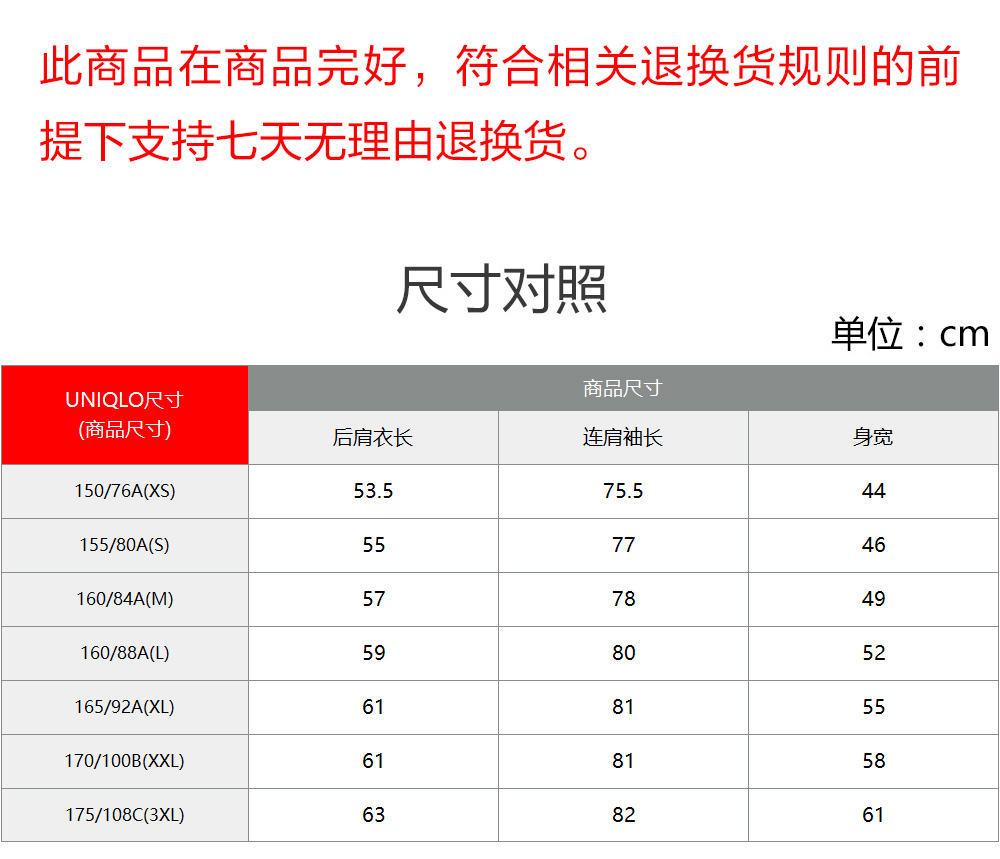 此商品在商品完好，符合相关退换货规则的前
提下支持七天无理由退换货。
尺寸对照
单位：cm
UNIQLO尺寸
(商品尺寸)
商品尺寸
后肩衣长 连肩袖长 身宽
150/76A(XS) 53.5 75.5 44
155/80A(S) 55 77 46
160/84A(M) 57 78 49
160/88A(L) 59 80 52
165/92A(XL) 61 81 55
170/100B(XXL) 61 81 58
175/108C(3XL) 63 82 61